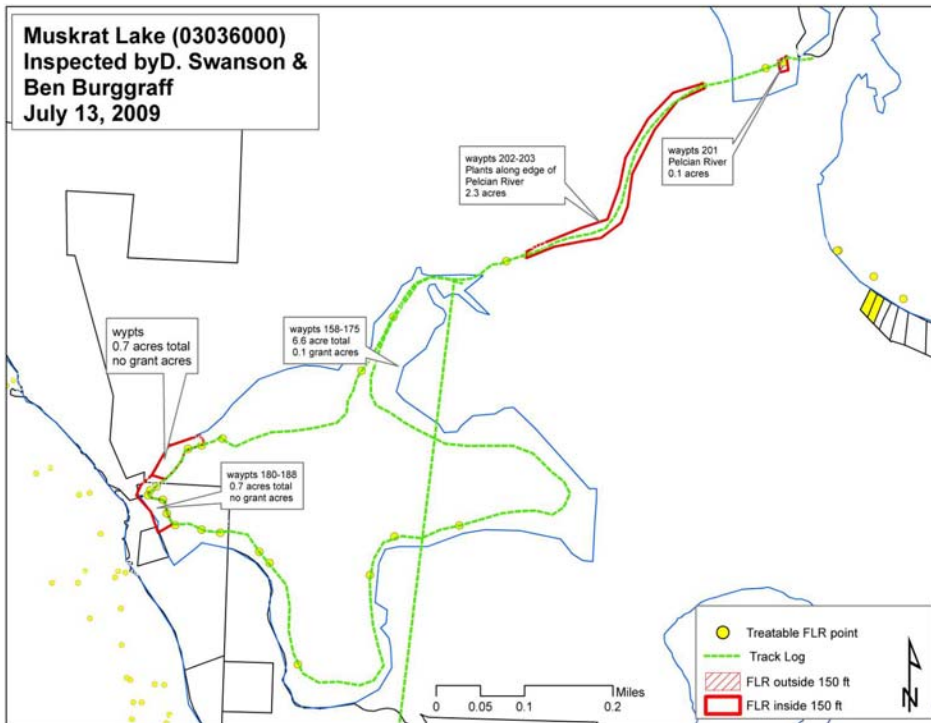 Muskrat Lake (03036000)
Inspected byD. Swanson &
Ben Burggraff
July 13, 2009
waypts 202-203
Plants along edge of
Pelcian River
2.3 acres
waypts 201
Pelcian River
0.1 acres
wypts
0.7 acres total
no grant acres
waypts 158-175
6.6 acre total
0.1 grant acres
waypts 180-188
0.7 acres total
no grant acres
Miles
0 0.05 0.1 0.2
Treatable FLR point
Track Log
FLR outside 150 ft
FLR inside 150 ft
N